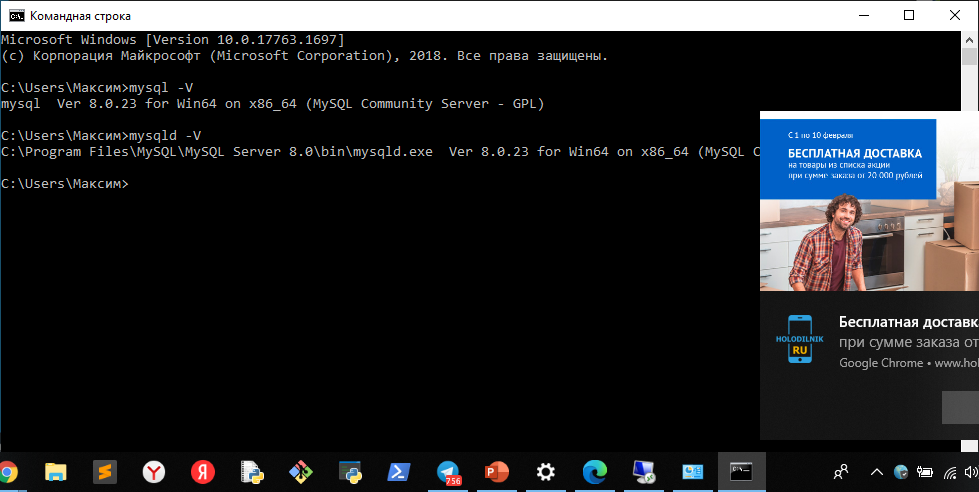 Командная строка
Microsoft Windows [Version 10.0.17763.1697]
(c) Корпорация Майкрософт (Microsoft Corporation), 2018. Все права защищены.
C:\Users\Максим>mysql -V
mysql  Ver 8.0.23 for Win64 on x86_64 (MySQL Community Server - GPL)
C:\Users\Максим>mysqld -V
C:\Program Files\MySQL\MySQL Server 8.0\bin\mysqld.exe  Ver 8.0.23 for Win64 on x86_64 (MySQL C
C:\Users\Максим>
С 1 по 10 февраля
БЕСПЛАТНАЯ ДОСТАВКА
на товары из списка акции
при сумме заказа от 20 000 рублей
HOLODILNIK
RU
Бесплатная доставк
при сумме заказа от
Google Chrome • www.hol
Я
756